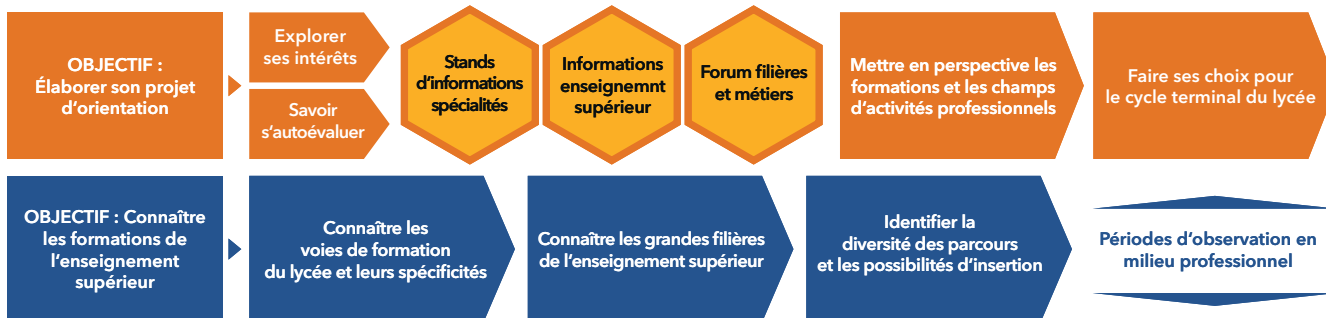 OBJECTIF :
Élaborer son projet
d'orientation
Explorer
ses intérêts
Savoir
s'autoévaluer
Stands
d'informations
spécialités
Informations
enseignemnt
supérieur
Forum filières
et métiers
Mettre en perspective les
formations et les champs
d'activités professionnels
Faire ses choix pour
le cycle terminal du lycée
OBJECTIF : Connaître
les formations de
l'enseignement
supérieur
Connaître les
voies de formation
du lycée et leurs spécificités
Connaître les grandes filières
de l'enseignement supérieur
Identifier la
diversité des parcours
et les possibilités d'insertion
Périodes d'observation en
milieu professionnel